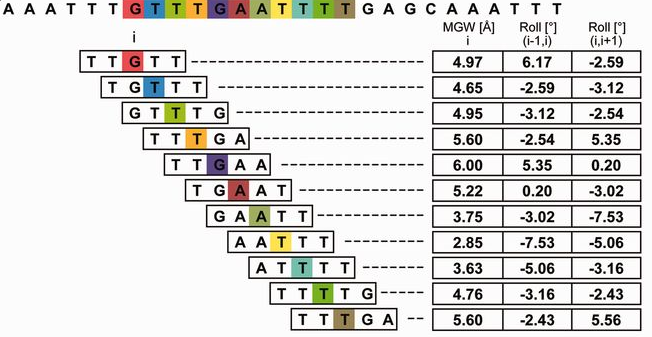 A A A T T T G T T T G A A T T T T G A G C A A A T T T
i
MGW [Å] Roll [°] Roll [°]
i (i-1,i) (i,i+1)
T T G T T 4.97 6.17 -2.59
T G T T T 4.65 -2.59 -3.12
G T T T G 4.95 -3.12 -2.54
T T T G A 5.60 -2.54 5.35
T T G A A 6.00 5.35 0.20
T G A A T 5.22 0.20 -3.02
G A A T T 3.75 -3.02 -7.53
A A T T T 2.85 -7.53 -5.06
A T T T T 3.63 -5.06 -3.16
T T T T G 4.76 -3.16 -2.43
T T T G A 5.60 -2.43 5.56